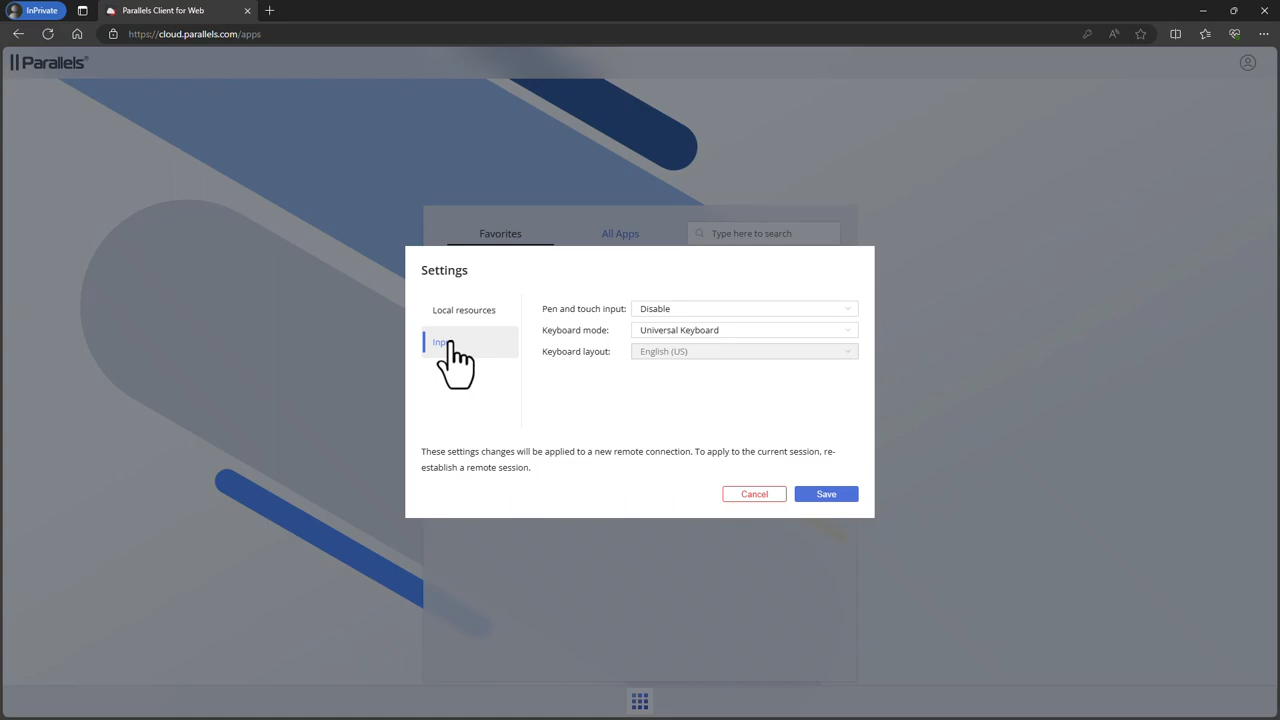 InPrivate
Parallels Client for Web
https://cloud.parallels.com/apps
Parallels®
Favorites
All Apps
Type here to search
Settings
Local resources
Pen and touch input:
Disable
Keyboard mode:
Universal Keyboard
Keyboard layout:
English (US)
These settings changes will be applied to a new remote connection. To apply to the current session, re-
establish a remote session.
Cancel
Save